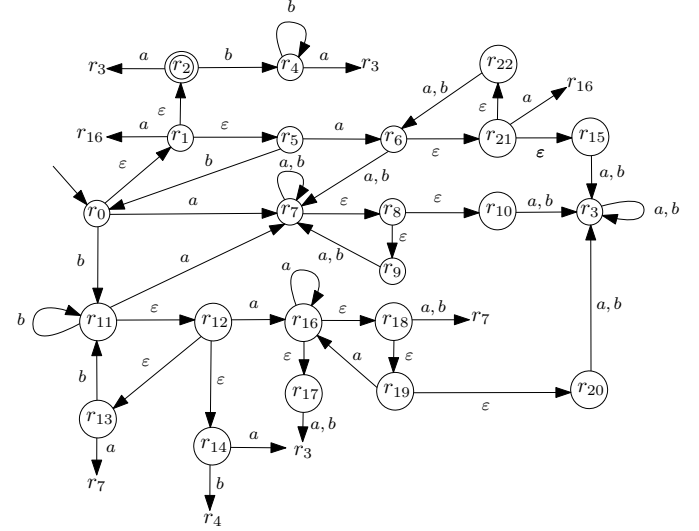 b
r₃ a r₂ b r₄ a r₃ r₂₂
a, b ε a r₁₆
ε
r₁₆ a r₁ ε r₅ a r₆ ε r₂₁ ε r₁₅
ε b a, b a, b a, b
r₀ a r₇ ε r₈ ε r₁₀ a, b r₃ a, b
ε
b a a, b r₉
a
b r₁₁ ε r₁₂ a r₁₆ ε r₁₈ a, b r₇ a, b
b ε ε ε a ε
r₁₃ r₁₇ r₁₉ ε r₂₀
a r₁₄ a a, b
r₇ b r₃
r₄